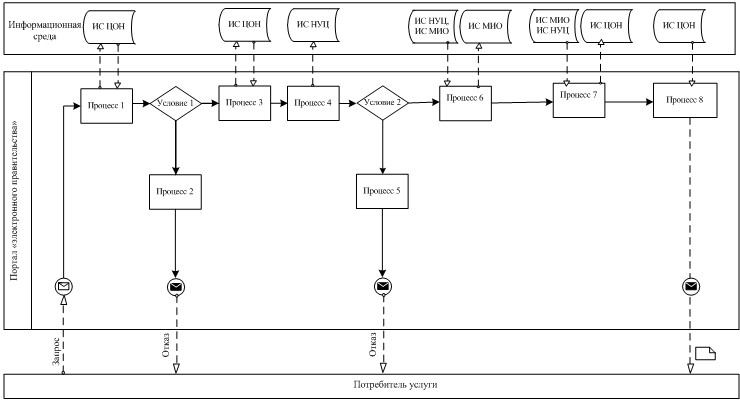 Информационная
среда
ИС ЦОН
ИС ЦОН
ИС НУЦ
ИС НУЦ,
ИС МИО
ИС МИО
ИС МИО
ИС НУЦ
ИС ЦОН
ИС ЦОН
Портал «электронного правительства»
Процесс 1
Условие 1
Процесс 3
Процесс 4
Условие 2
Процесс 6
Процесс 7
Процесс 8
Процесс 2
Процесс 5
Запрос
Отказ
Отказ
Потребитель услуги